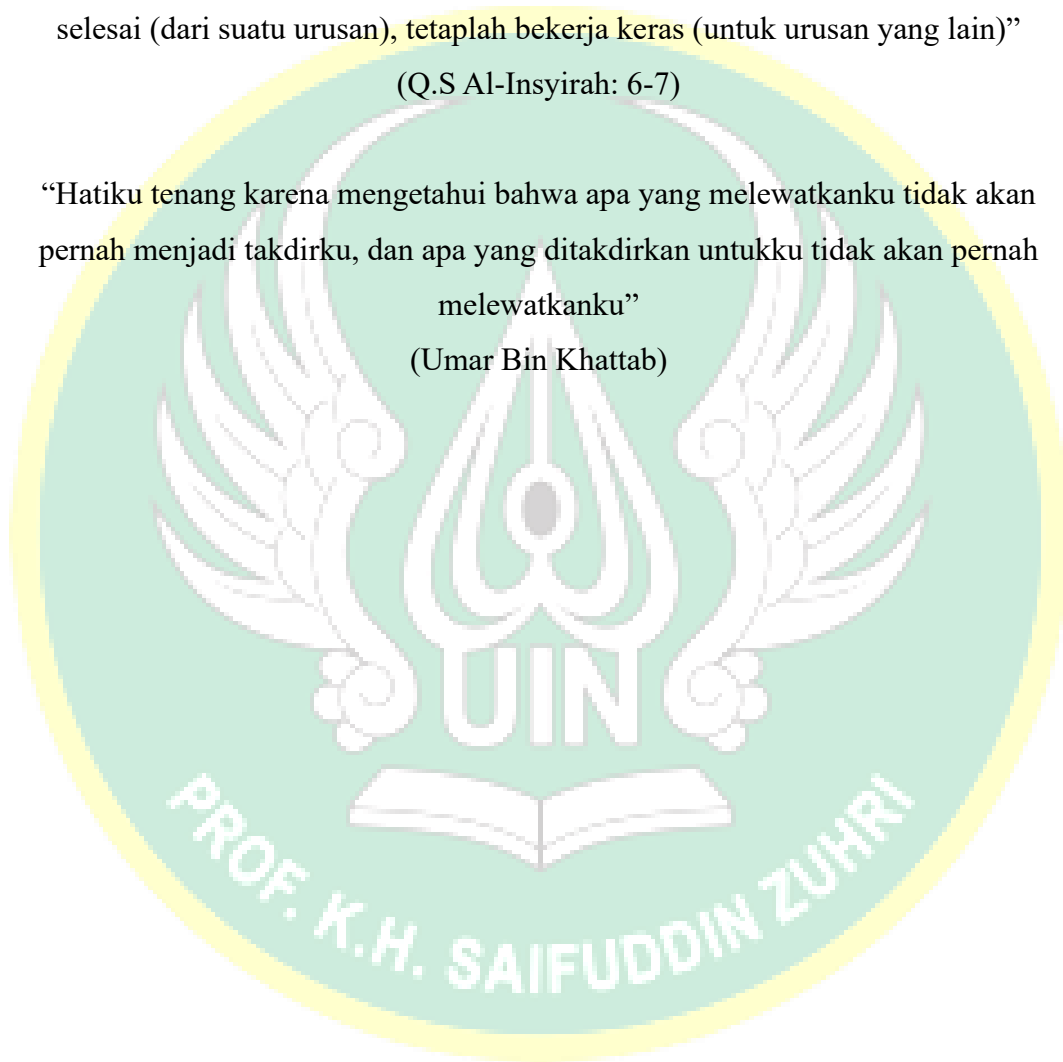 selesai (dari suatu urusan), tetaplah bekerja keras (untuk urusan yang lain)”
(Q.S Al-Insyirah: 6-7)
“Hatiku tenang karena mengetahui bahwa apa yang melewatkanku tidak akan
pernah menjadi takdirku, dan apa yang ditakdirkan untukku tidak akan pernah
melewatkanku”
(Umar Bin Khattab)
UIN
PROF. K.H. SAIFUDDIN ZUHRI